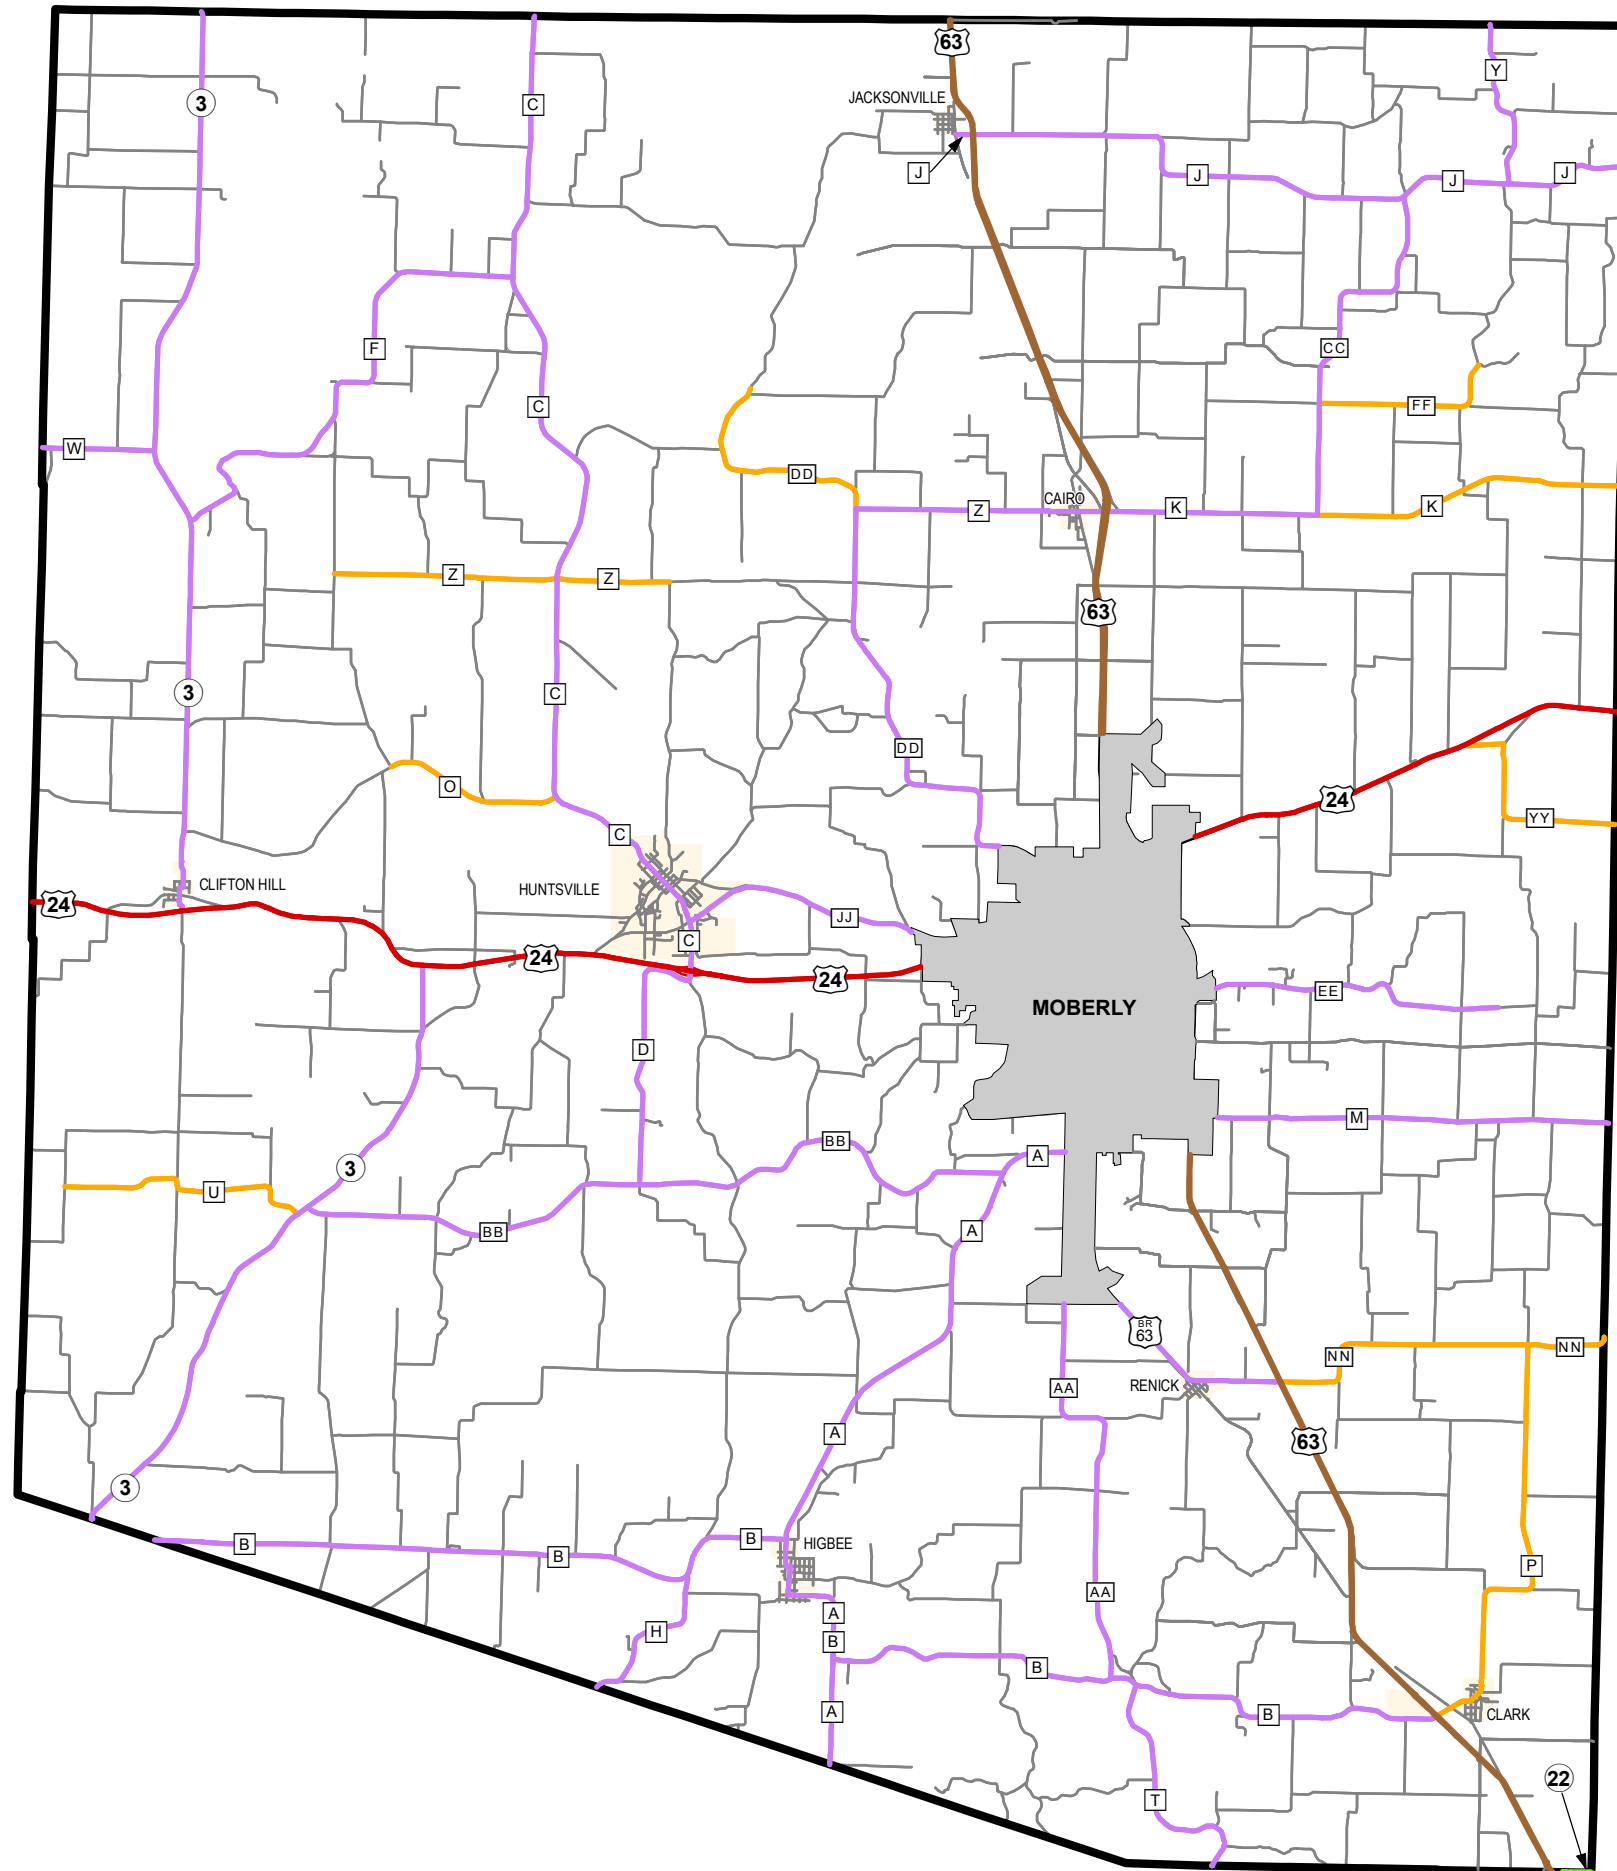 63
Y
JACKSONVILLE
3
C
J
J
J
J
F
CC
C
FF
W
DD
CAIRO
Z
K
K
Z
Z
63
3
C
DD
O
24
YY
C
CLIFTON HILL
HUNTSVILLE
24
JJ
C
24
24
EE
MOBERLY
D
M
BB
A
3
U
BB
A
BR
63
NN
NN
RENICK
AA
A
63
3
B
B
B
HIGBEE
P
AA
A
H
B
B
A
B
CLARK
22
T